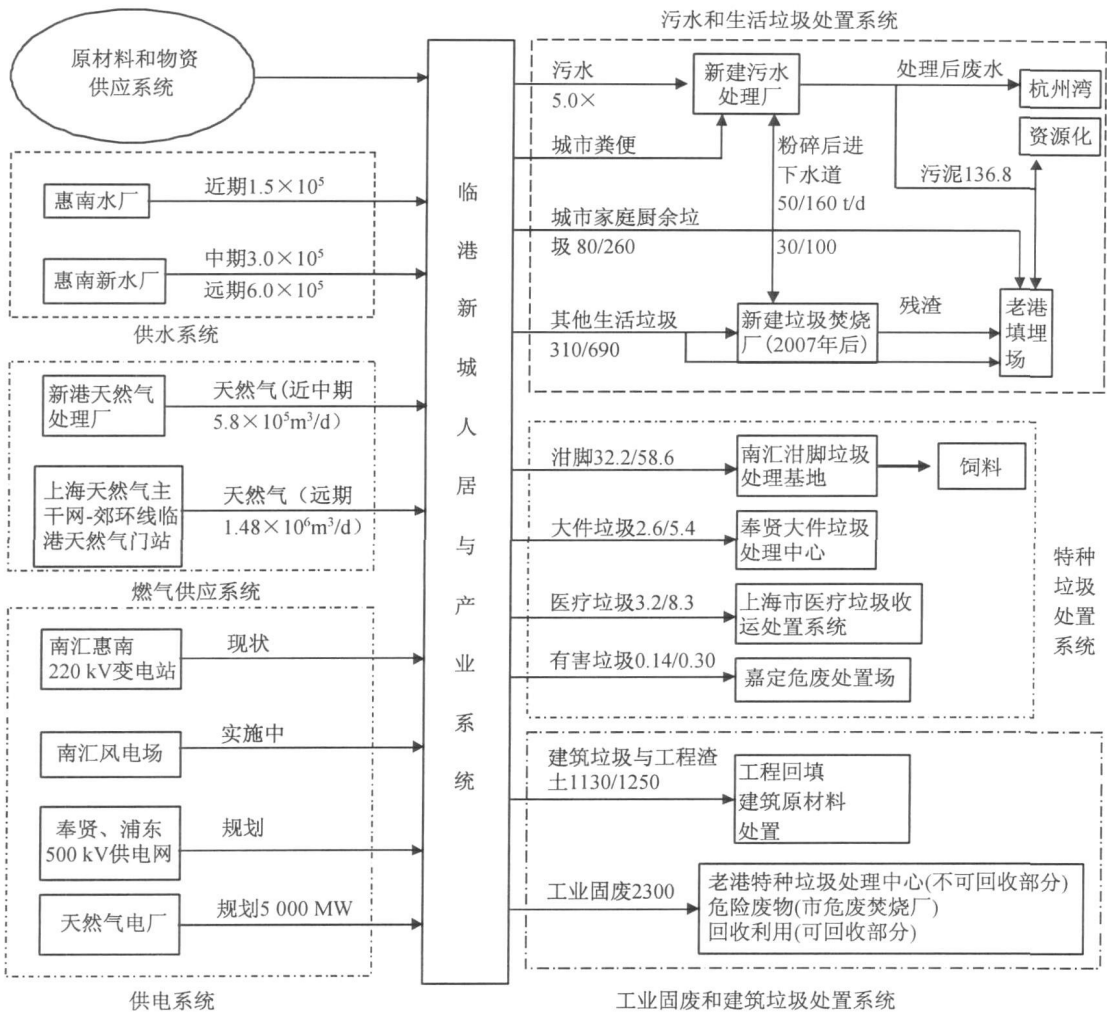 原材料和物资
供应系统
惠南水厂
近期1.5×10⁵
惠南新水厂
中期3.0×10⁵
远期6.0×10⁵
供水系统
新港天然气
处理厂
天然气(近中期
5.8×10⁵m³/d)
上海天然气主
干网-郊环线临
港天然气门站
天然气（远期
1.48×10⁶m³/d)
燃气供应系统
南汇惠南
220 kV变电站
现状
南汇风电场
实施中
奉贤、浦东
500 kV供电网
规划
天然气电厂
规划5 000 MW
供电系统
临港新城人居与产业系统
污水和生活垃圾处置系统
污水
5.0×
新建污水
处理厂
处理后废水
杭州湾
资源化
城市粪便
粉碎后进
下水道
50/160 t/d
污泥136.8
城市家庭厨余垃
圾 80/260
30/100
其他生活垃圾
310/690
新建垃圾焚烧
厂(2007年后)
残渣
老港
填埋
场
泔脚32.2/58.6
南汇泔脚垃圾
处理基地
饲料
大件垃圾2.6/5.4
奉贤大件垃圾
处理中心
医疗垃圾3.2/8.3
上海市医疗垃圾收
运处置系统
有害垃圾0.14/0.30
嘉定危废处置场
特种
垃圾
处置
系统
建筑垃圾与工程渣
土1130/1250
工程回填
建筑原材料
处置
工业固废2300
老港特种垃圾处理中心(不可回收部分)
危险废物(市危废焚烧厂)
回收利用(可回收部分)
工业固废和建筑垃圾处置系统